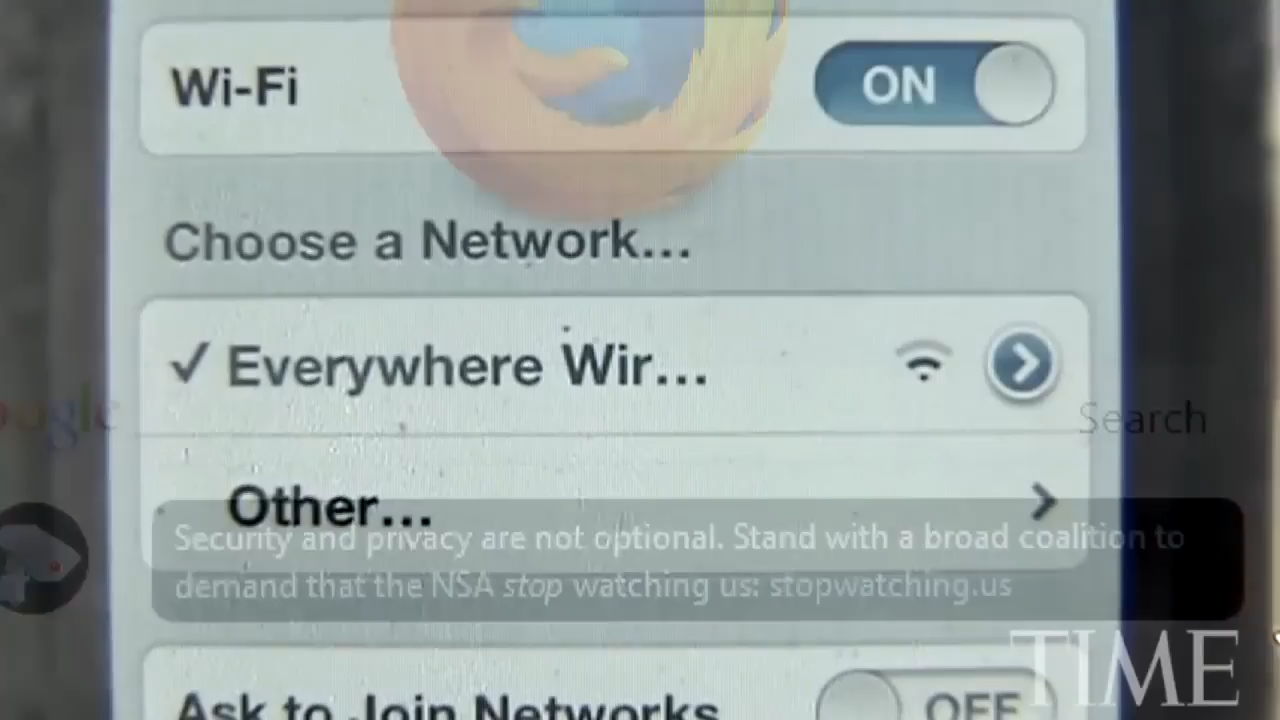 Wi-Fi
ON
Choose a Network...
✓ Everywhere Wir...
Google
Search
Other...
Security and privacy are not optional. Stand with a broad coalition to
demand that the NSA stop watching us: stopwatching.us
TIME
Ask to Join Networks
OFF